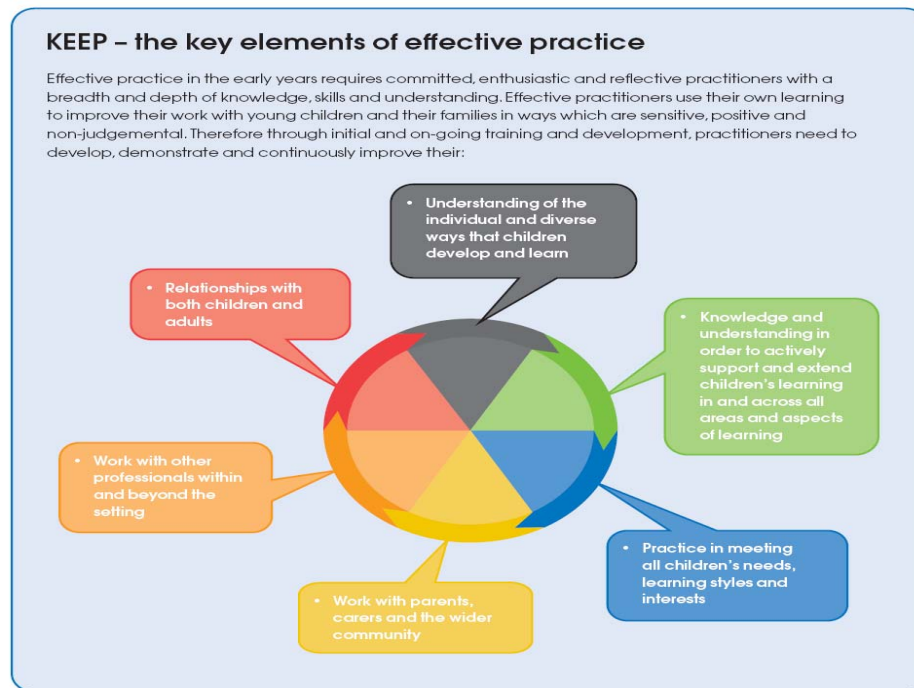 KEEP – the key elements of effective practice
Effective practice in the early years requires committed, enthusiastic and reflective practitioners with a
breadth and depth of knowledge, skills and understanding. Effective practitioners use their own learning
to improve their work with young children and their families in ways which are sensitive, positive and
non-judgemental. Therefore through initial and on-going training and development, practitioners need to
develop, demonstrate and continuously improve their:
• Understanding of the
individual and diverse
ways that children
develop and learn
• Relationships with
both children and
adults
• Knowledge and
understanding in
order to actively
support and extend
children's learning
in and across all
areas and aspects
of learning
• Work with other
professionals within
and beyond the
setting
• Practice in meeting
all children's needs,
learning styles and
interests
• Work with parents,
carers and the wider
community